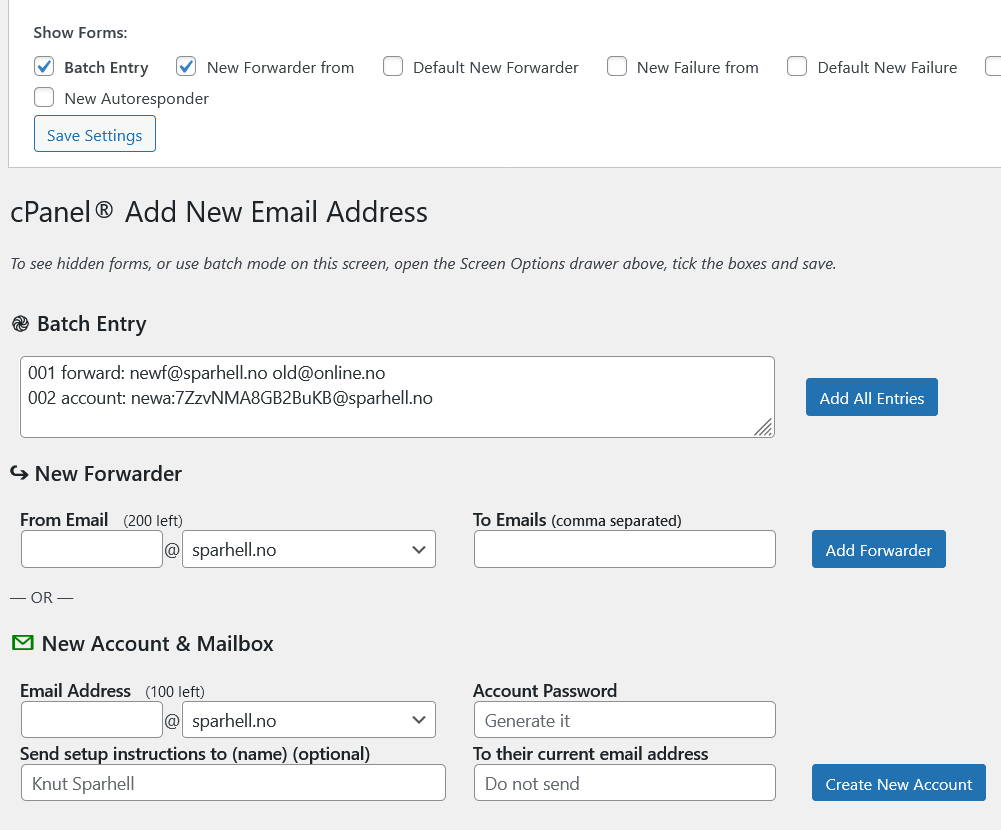 Show Forms:
Batch Entry New Forwarder from Default New Forwarder New Failure from Default New Failure
New Autoresponder
Save Settings
cPanel® Add New Email Address
To see hidden forms, or use batch mode on this screen, open the Screen Options drawer above, tick the boxes and save.
Batch Entry
001 forward: newf@sparhell.no old@online.no
002 account: newa:7ZzvNMA8GB2BuKB@sparhell.no
Add All Entries
New Forwarder
From Email (200 left) To Emails (comma separated)
@ sparhell.no Add Forwarder
— OR —
New Account & Mailbox
Email Address (100 left) Account Password
@ sparhell.no Generate it
Send setup instructions to (name) (optional) To their current email address
Knut Sparhell Do not send Create New Account